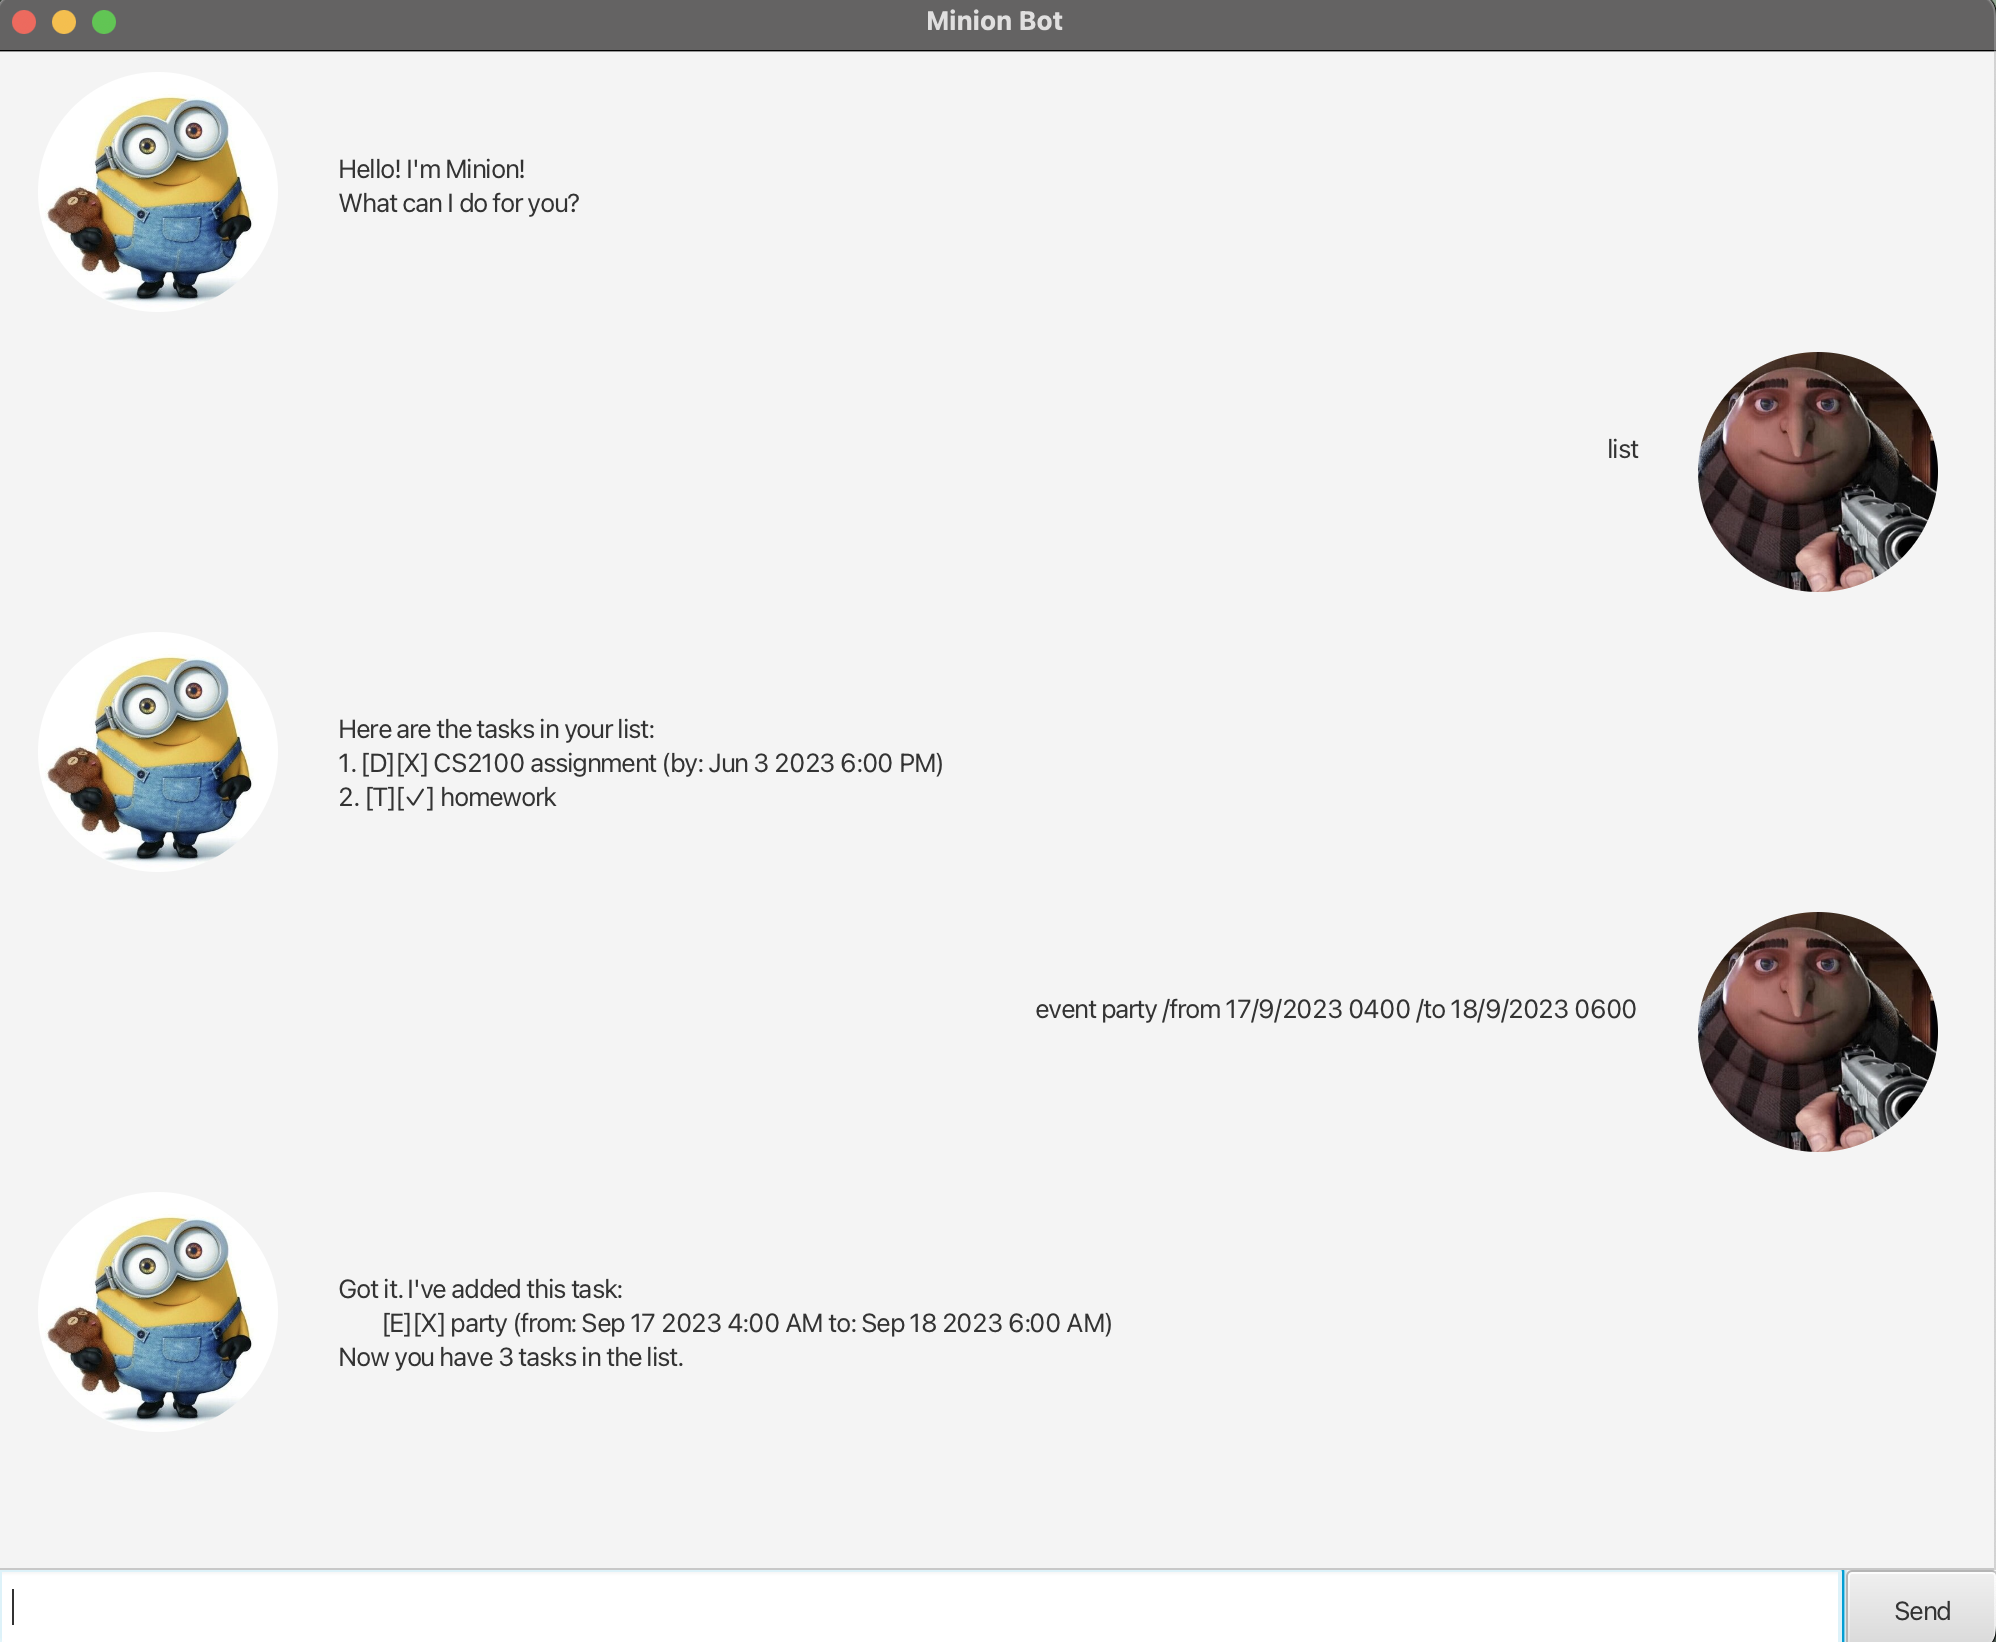 Minion Bot
Hello! I'm Minion!
What can I do for you?
list
Here are the tasks in your list:
1. [D][X] CS2100 assignment (by: Jun 3 2023 6:00 PM)
2. [T][✓] homework
event party /from 17/9/2023 0400 /to 18/9/2023 0600
Got it. I've added this task:
[E][X] party (from: Sep 17 2023 4:00 AM to: Sep 18 2023 6:00 AM)
Now you have 3 tasks in the list.
Send